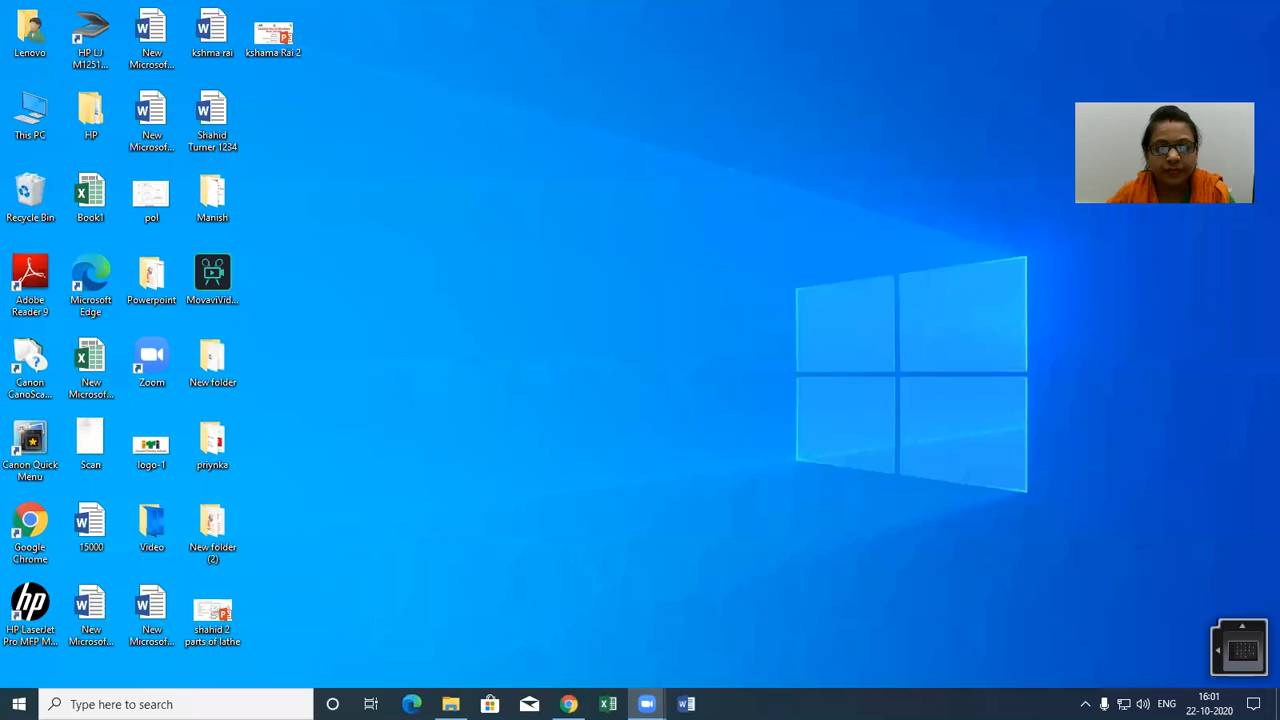 Lenovo
HP LJ
M1251...
New
Microsof...
kshma rai
kshama Rai 2
This PC
HP
New
Microsof...
Shahid
Turner 1234
Recycle Bin
Book1
pol
Manish
Adobe
Reader 9
Microsoft
Edge
Powerpoint
MovaviVid...
Canon
CanoSca...
New
Microsof...
Zoom
New folder
Canon Quick
Menu
Scan
logo-1
priynka
Google
Chrome
15000
Video
New folder
(2)
HP LaserJet
Pro MFP M...
New
Microsof...
New
Microsof...
shahid 2
parts of lathe
Type here to search
ENG
16:01
22-10-2020